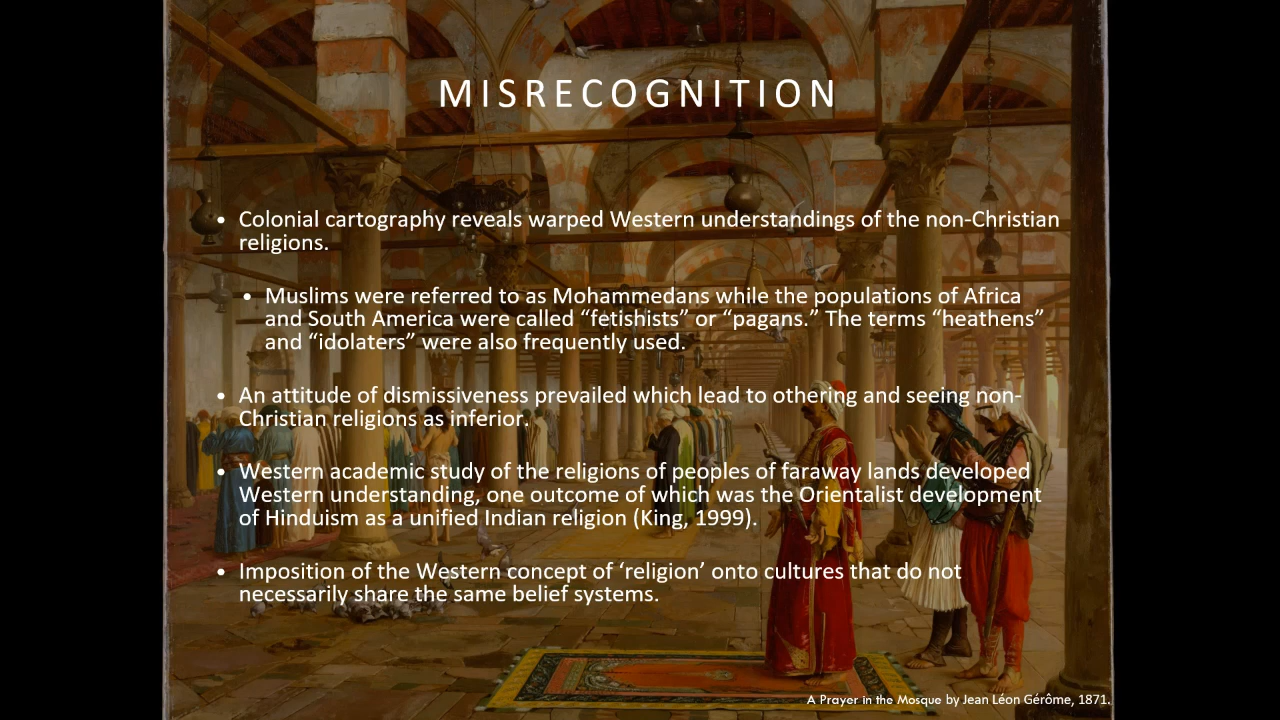 MISRECOGNITION
• Colonial cartography reveals warped Western understandings of the non-Christian
religions.
• Muslims were referred to as Mohammedans while the populations of Africa
and South America were called “fetishists” or “pagans.” The terms “heathens”
and “idolaters” were also frequently used.
• An attitude of dismissiveness prevailed which lead to othering and seeing non-
Christian religions as inferior.
• Western academic study of the religions of peoples of faraway lands developed
Western understanding, one outcome of which was the Orientalist development
of Hinduism as a unified Indian religion (King, 1999).
• Imposition of the Western concept of ‘religion’ onto cultures that do not
necessarily share the same belief systems.
A Prayer in the Mosque by Jean Léon Gérôme, 1871.